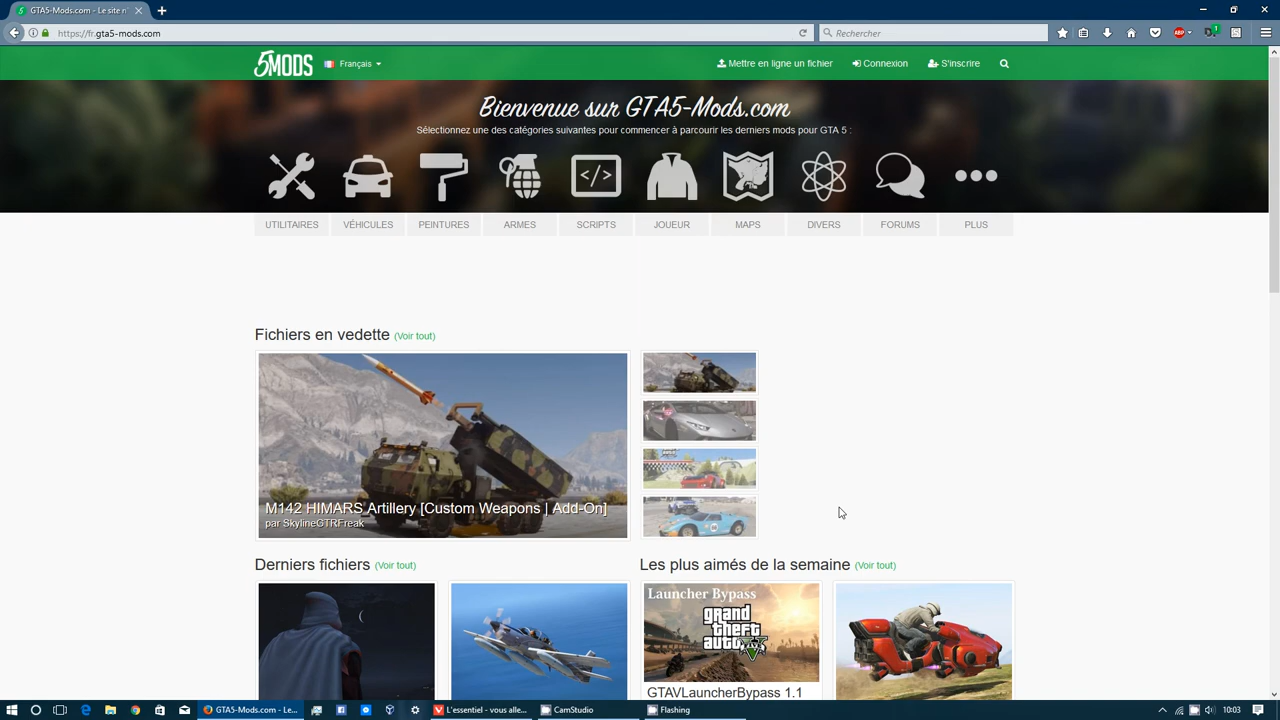 GTA5-Mods.com - Le site n°
https://fr.gta5-mods.com
Rechercher
ABP
1
5MODS
Français
Mettre en ligne un fichier
Connexion
S'inscrire
Bienvenue sur GTA5-Mods.com
Sélectionnez une des catégories suivantes pour commencer à parcourir les derniers mods pour GTA 5 :
UTILITAIRES
VÉHICULES
PEINTURES
ARMES
SCRIPTS
JOUEUR
MAPS
DIVERS
FORUMS
PLUS
Fichiers en vedette (Voir tout)
M142 HIMARS Artillery [Custom Weapons | Add-On]
par SkylineGTRFreak
Derniers fichiers (Voir tout)
Les plus aimés de la semaine (Voir tout)
Launcher Bypass
grand
theft
auto V
GTAVLauncherBypass 1.1
GTA5-Mods.com - Le...
L'essentiel - vous alle...
CamStudio
Flashing
10:03